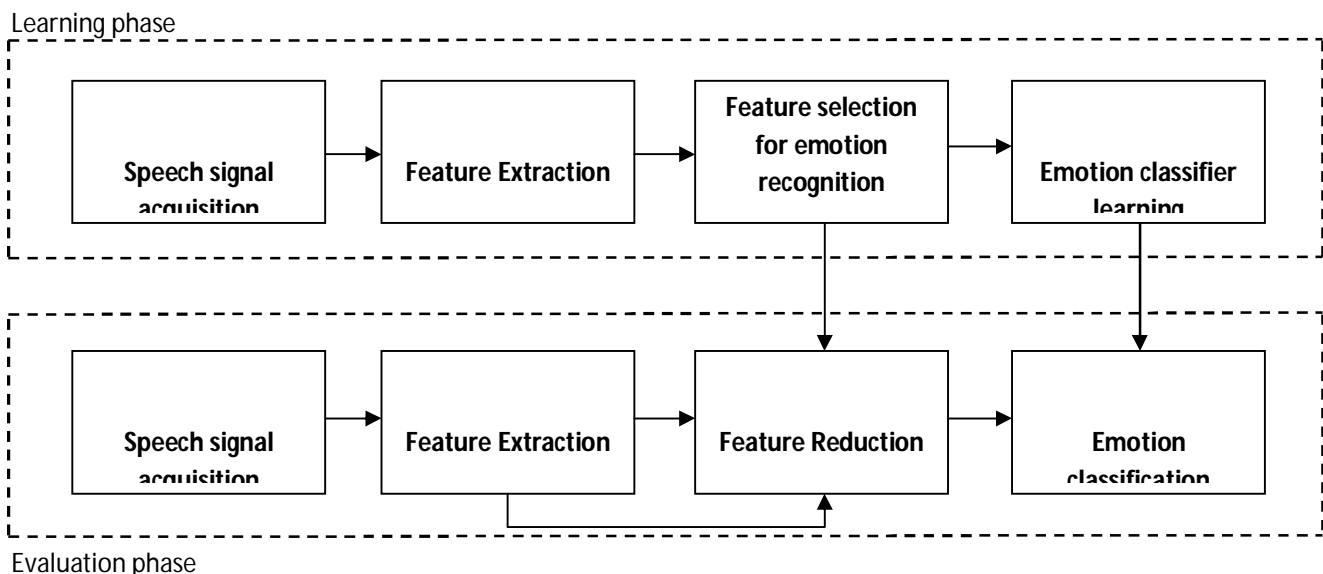 Learning phase
Speech signal
acquisition
Feature Extraction
Feature selection
for emotion
recognition
Emotion classifier
learning
Speech signal
acquisition
Feature Extraction
Feature Reduction
Emotion
classification
Evaluation phase